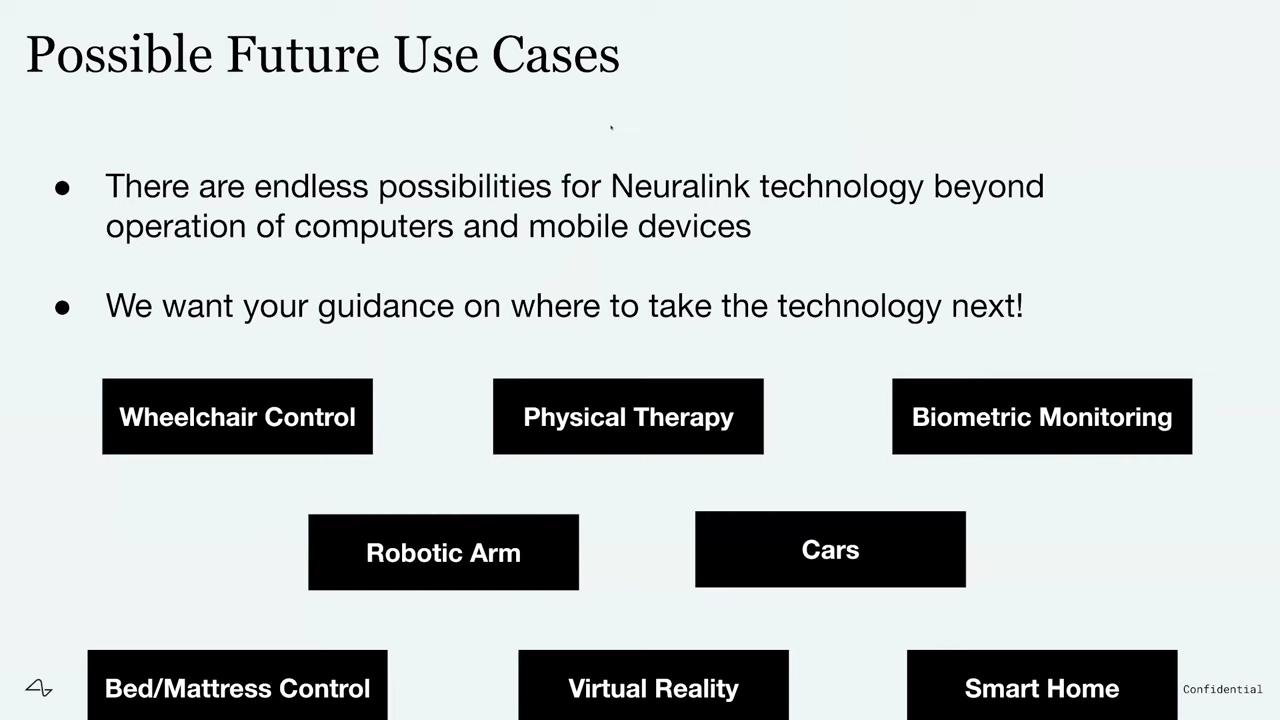 Possible Future Use Cases
● There are endless possibilities for Neuralink technology beyond
operation of computers and mobile devices
● We want your guidance on where to take the technology next!
Wheelchair Control
Physical Therapy
Biometric Monitoring
Robotic Arm
Cars
Bed/Mattress Control
Virtual Reality
Smart Home
Confidential